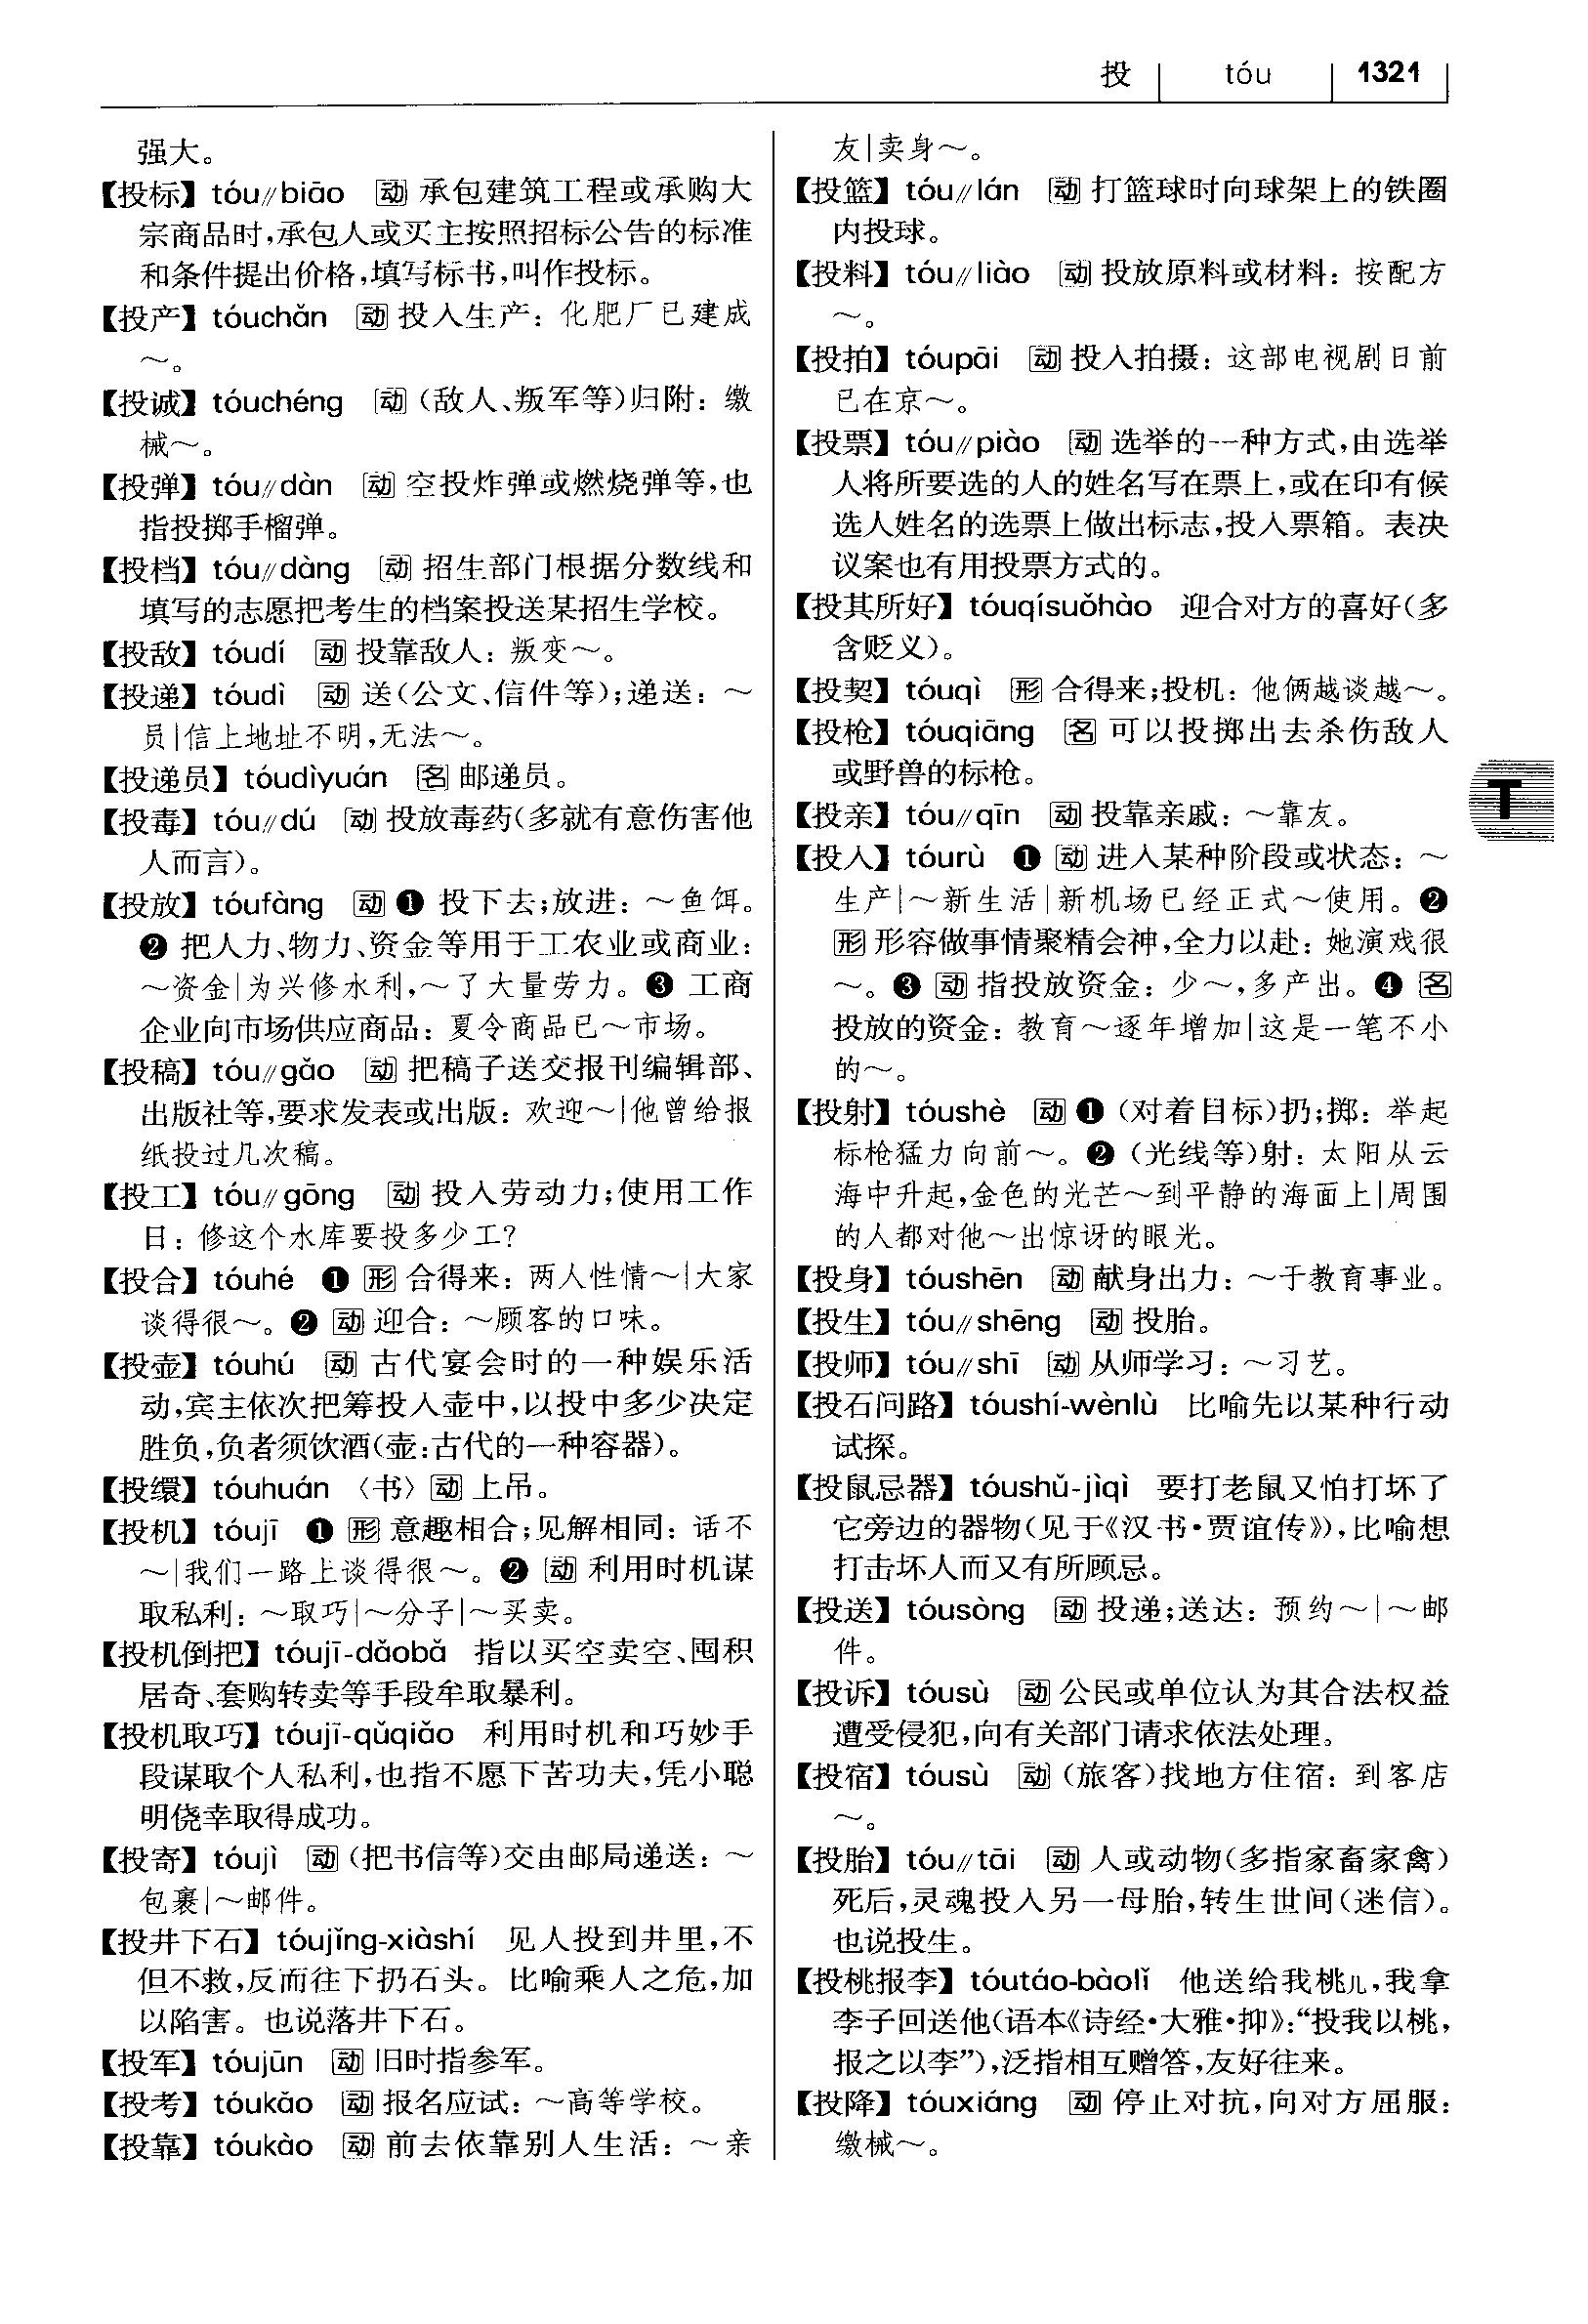 投 tóu 1321
强大。
【投标】 tóu∥biāo 动 承包建筑工程或承购大
宗商品时,承包人或买主按照招标公告的标准
和条件提出价格,填写标书,叫作投标。
【投产】 tóuchǎn 动 投入生产：化肥厂已建成
～。
【投诚】 tóuchéng 动 (敌人、叛军等)归附：缴
械～。
【投弹】 tóu∥dàn 动 空投炸弹或燃烧弹等,也
指投掷手榴弹。
【投档】 tóu∥dàng 动 招生部门根据分数线和
填写的志愿把考生的档案投送某招生学校。
【投敌】 tóudí 动 投靠敌人：叛变～。
【投递】 tóudì 动 送(公文、信件等);递送：～
员|信上地址不明,无法～。
【投递员】 tóudìyuán 名 邮递员。
【投毒】 tóu∥dú 动 投放毒药(多就有意伤害他
人而言)。
【投放】 tóufàng 动 ❶ 投下去;放进：～鱼饵。
❷ 把人力、物力、资金等用于工农业或商业：
～资金|为兴修水利,～了大量劳力。❸ 工商
企业向市场供应商品：夏令商品已～市场。
【投稿】 tóu∥gǎo 动 把稿子送交报刊编辑部、
出版社等,要求发表或出版：欢迎～|他曾给报
纸投过几次稿。
【投工】 tóu∥gōng 动 投入劳动力;使用工作
日：修这个水库要投多少工?
【投合】 tóuhé ❶ 形 合得来：两人性情～|大家
谈得很～。❷ 动 迎合：～顾客的口味。
【投壶】 tóuhú 动 古代宴会时的一种娱乐活
动,宾主依次把筹投入壶中,以投中多少决定
胜负,负者须饮酒(壶:古代的一种容器)。
【投缳】 tóuhuán 〈书〉动 上吊。
【投机】 tóujī ❶ 形 意趣相合;见解相同：话不
～|我们一路上谈得很～。❷ 动 利用时机谋
取私利：～取巧|～分子|～买卖。
【投机倒把】 tóujī-dǎobǎ 指以买空卖空、囤积
居奇、套购转卖等手段牟取暴利。
【投机取巧】 tóujī-qǔqiǎo 利用时机和巧妙手
段谋取个人私利,也指不愿下苦功夫,凭小聪
明侥幸取得成功。
【投寄】 tóujì 动 (把书信等)交由邮局递送：～
包裹|～邮件。
【投井下石】 tóujǐng-xiàshí 见人投到井里,不
但不救,反而往下扔石头。比喻乘人之危,加
以陷害。也说落井下石。
【投军】 tóujūn 动 旧时指参军。
【投考】 tóukǎo 动 报名应试：～高等学校。
【投靠】 tóukào 动 前去依靠别人生活：～亲
友|卖身～。
【投篮】 tóu∥lán 动 打篮球时向球架上的铁圈
内投球。
【投料】 tóu∥liào 动 投放原料或材料：按配方
～。
【投拍】 tóupāi 动 投入拍摄：这部电视剧日前
已在京～。
【投票】 tóu∥piào 动 选举的一种方式,由选举
人将所要选的人的姓名写在票上,或在印有候
选人姓名的选票上做出标志,投入票箱。表决
议案也有用投票方式的。
【投其所好】 tóuqísuǒhào 迎合对方的喜好(多
含贬义)。
【投契】 tóuqì 形 合得来;投机：他俩越谈越～。
【投枪】 tóuqiāng 名 可以投掷出去杀伤敌人
或野兽的标枪。
【投亲】 tóu∥qīn 动 投靠亲戚：～靠友。
【投入】 tóurù ❶ 动 进入某种阶段或状态：～
生产|～新生活|新机场已经正式～使用。❷
形 形容做事情聚精会神,全力以赴：她演戏很
～。❸ 动 指投放资金：少～,多产出。❹ 名
投放的资金：教育～逐年增加|这是一笔不小
的～。
【投射】 tóushè 动 ❶ (对着目标)扔;掷：举起
标枪猛力向前～。❷ (光线等)射：太阳从云
海中升起,金色的光芒～到平静的海面上|周围
的人都对他～出惊讶的眼光。
【投身】 tóushēn 动 献身出力：～于教育事业。
【投生】 tóu∥shēng 动 投胎。
【投师】 tóu∥shī 动 从师学习：～习艺。
【投石问路】 tóushí-wènlù 比喻先以某种行动
试探。
【投鼠忌器】 tóushǔ-jìqì 要打老鼠又怕打坏了
它旁边的器物(见于《汉书·贾谊传》),比喻想
打击坏人而又有所顾忌。
【投送】 tóusòng 动 投递;送达：预约～|～邮
件。
【投诉】 tóusù 动 公民或单位认为其合法权益
遭受侵犯,向有关部门请求依法处理。
【投宿】 tóusù 动 (旅客)找地方住宿：到客店
～。
【投胎】 tóu∥tāi 动 人或动物(多指家畜家禽)
死后,灵魂投入另一母胎,转生世间(迷信)。
也说投生。
【投桃报李】 tóutáo-bàolǐ 他送给我桃儿,我拿
李子回送他(语本《诗经·大雅·抑》:“投我以桃,
报之以李”),泛指相互赠答,友好往来。
【投降】 tóuxiáng 动 停止对抗,向对方屈服：
缴械～。
T